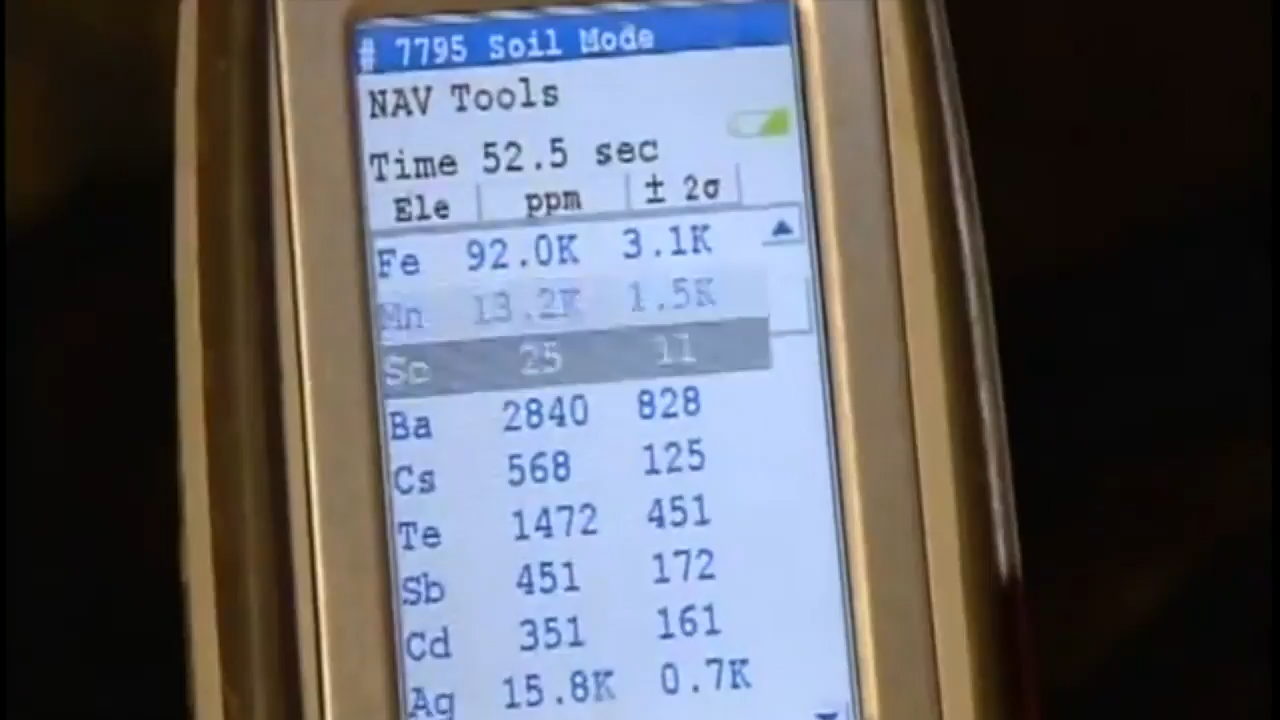 # 7795 Soil Mode
NAV Tools
Time 52.5 sec
Ele ppm ± 2σ
Fe 92.0K 3.1K
Mn 13.2K 1.5K
Sc 25 11
Ba 2840 828
Cs 568 125
Te 1472 451
Sb 451 172
Cd 351 161
Ag 15.8K 0.7K